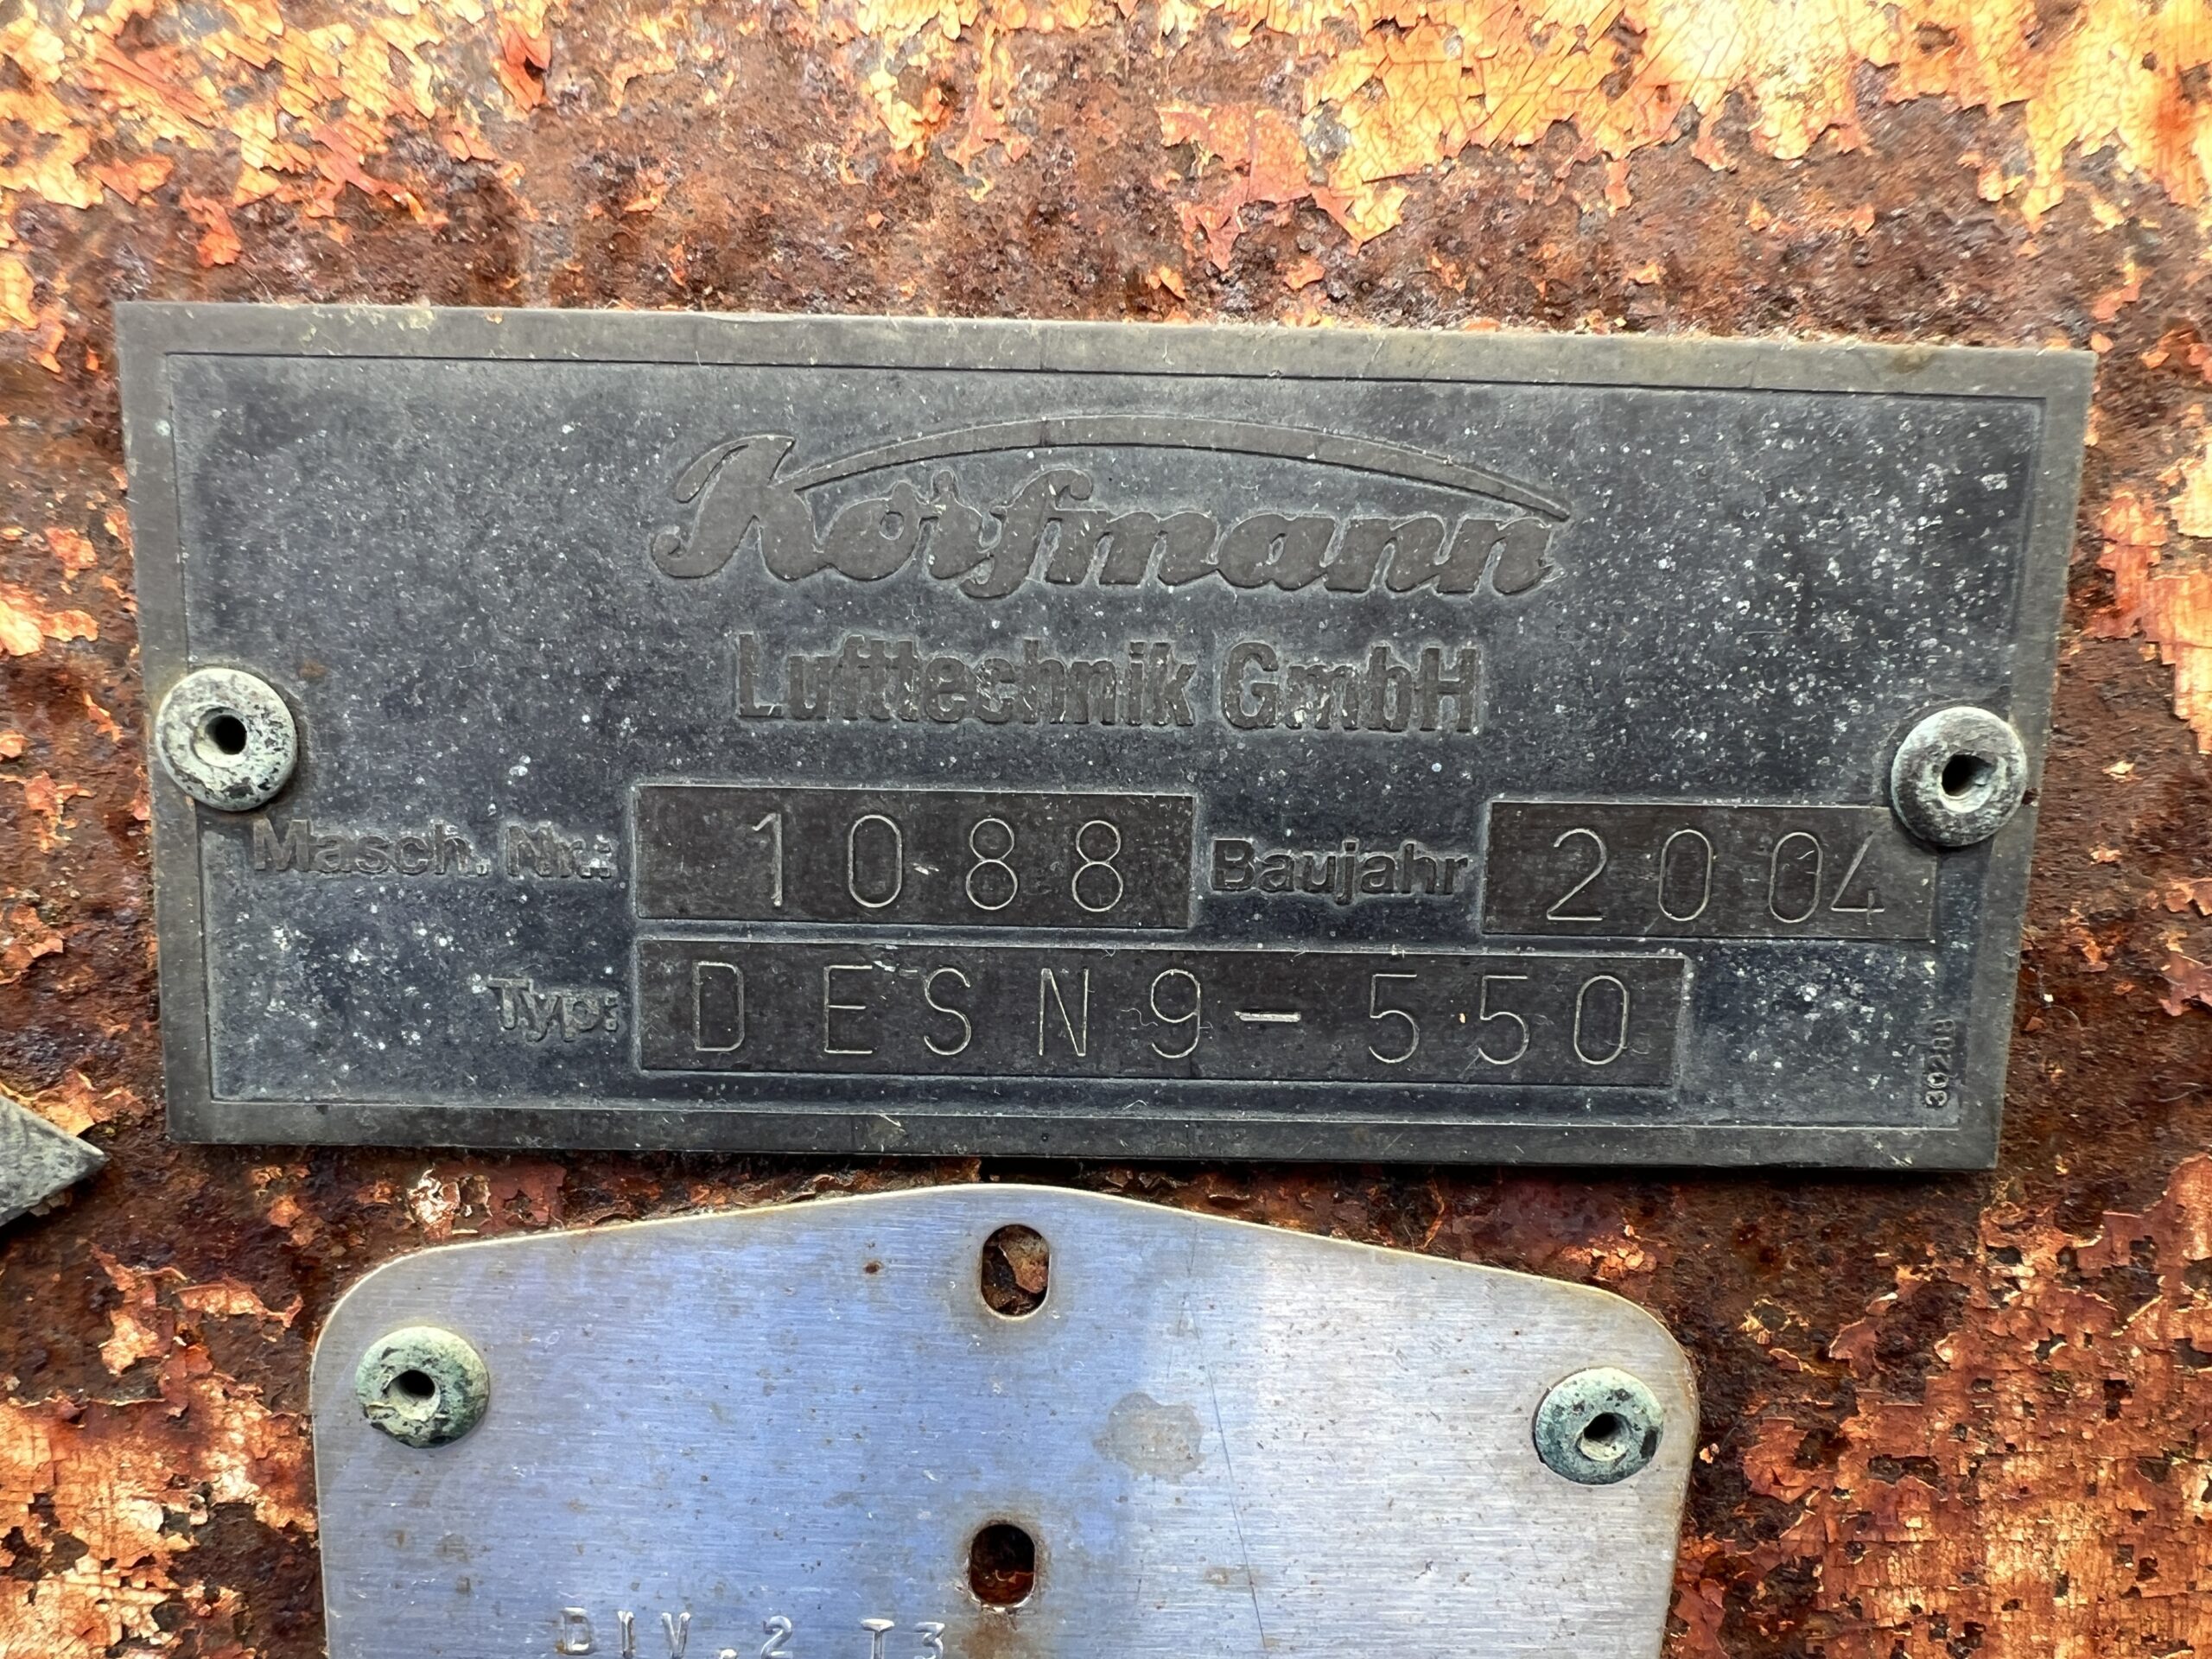 Korfmann
Lufttechnik GmbH
Masch. Nr.: 1088 Baujahr 2004
Typ: DESN9-550
30288
DIV.2 T3